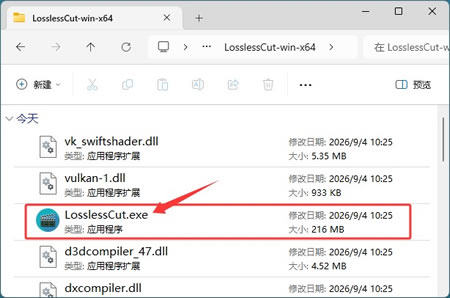 LosslessCut-win-x64
LosslessCut-win-x64
在 LosslessCut-w
新建
预览
今天
vk_swiftshader.dll
修改日期: 2026/9/4 10:25
类型: 应用程序扩展
大小: 5.35 MB
vulkan-1.dll
修改日期: 2026/9/4 10:25
类型: 应用程序扩展
大小: 933 KB
LosslessCut.exe
修改日期: 2026/9/4 10:25
类型: 应用程序
大小: 216 MB
d3dcompiler_47.dll
修改日期: 2026/9/4 10:25
类型: 应用程序扩展
大小: 4.52 MB
dxcompiler.dll
修改日期: 2026/9/4 10:25